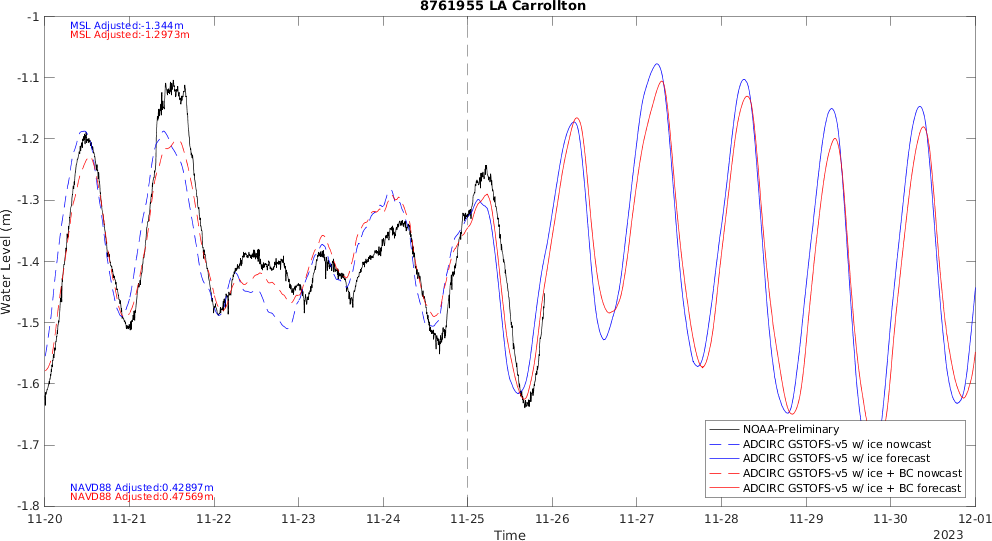 8761955 LA Carrollton
MSL Adjusted:-1.344m
MSL Adjusted:-1.2973m
-1
-1.1
-1.2
-1.3
-1.4
-1.5
-1.6
-1.7
-1.8
Water Level (m)
NOAA-Preliminary
ADCIRC GSTOFS-v5 w/ ice nowcast
ADCIRC GSTOFS-v5 w/ ice forecast
ADCIRC GSTOFS-v5 w/ ice + BC nowcast
ADCIRC GSTOFS-v5 w/ ice + BC forecast
NAVD88 Adjusted:0.42897m
NAVD88 Adjusted:0.47569m
11-20 11-21 11-22 11-23 11-24 11-25 11-26 11-27 11-28 11-29 11-30 12-01
Time
2023